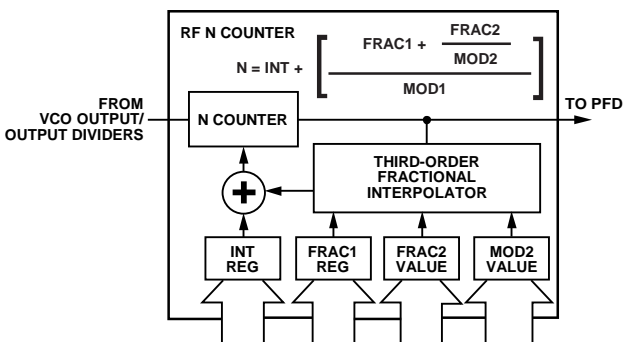 RF N COUNTER
N = INT +
FRAC1 +
FRAC2
MOD2
MOD1
FROM
VCO OUTPUT/
OUTPUT DIVIDERS
N COUNTER
TO PFD
THIRD-ORDER
FRACTIONAL
INTERPOLATOR
+
INT
REG
FRAC1
REG
FRAC2
VALUE
MOD2
VALUE